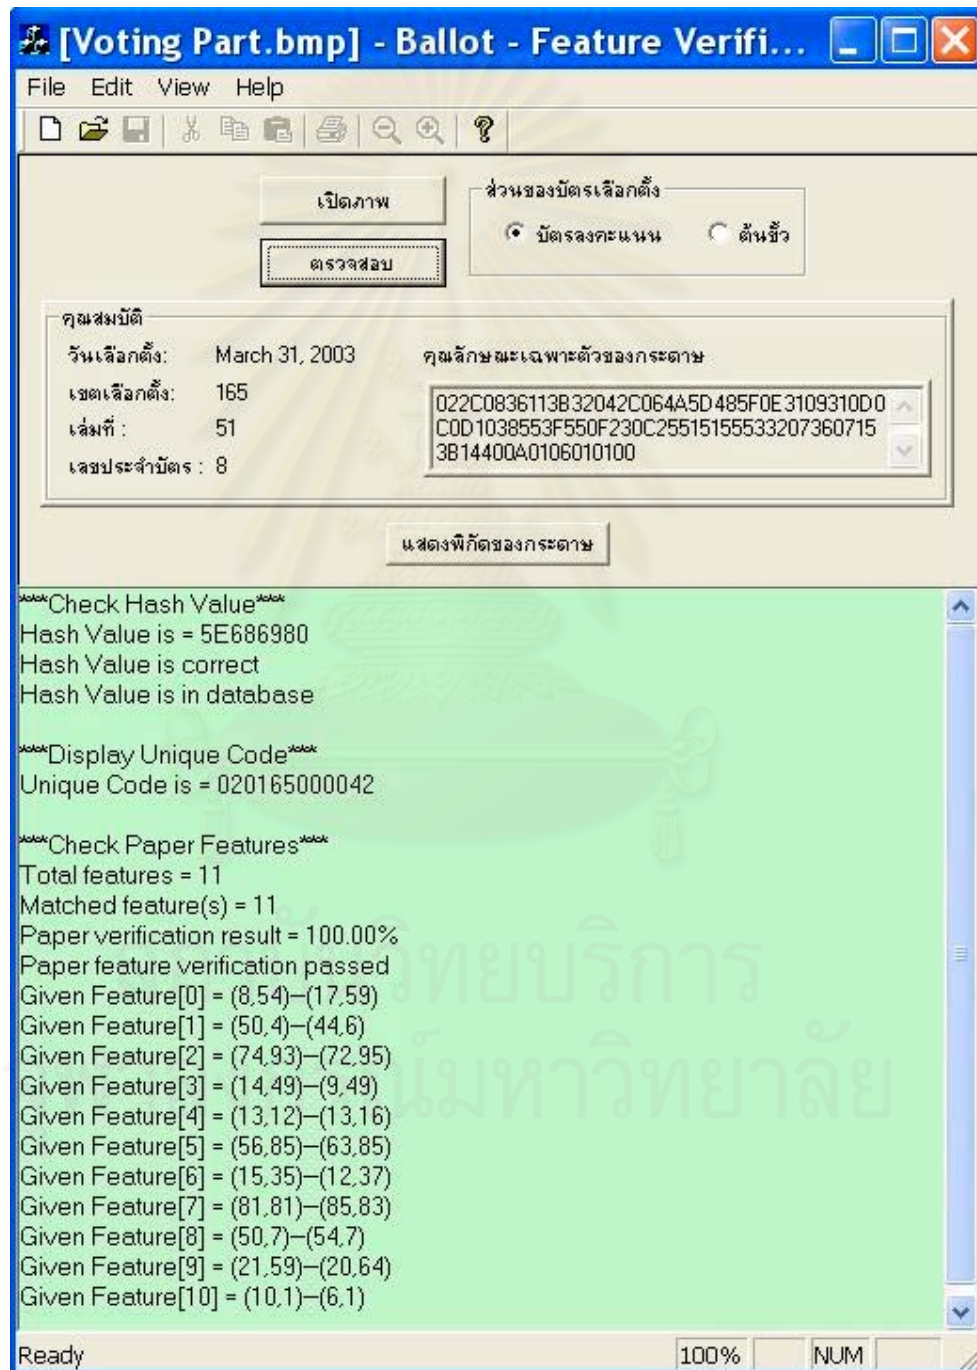 [Voting Part.bmp] - Ballot - Feature Verifi...
File Edit View Help
เปิดภาพ
ส่วนของบัตรเลือกตั้ง
บัตรลงคะแนน ต้นขั้ว
ตรวจสอบ
คุณสมบัติ
วันเลือกตั้ง: March 31, 2003 คุณลักษณะเฉพาะตัวของกระดาษ
เขตเลือกตั้ง: 165
เล่มที่ : 51
เลขประจำบัตร : 8
022C0836113B32042C064A5D485F0E3109310D0
C0D1038553F550F230C25515155533207360715
3B14400A0106010100
แสดงพิกัดของกระดาษ
***Check Hash Value***
Hash Value is = 5E686980
Hash Value is correct
Hash Value is in database
***Display Unique Code***
Unique Code is = 020165000042
***Check Paper Features***
Total features = 11
Matched feature(s) = 11
Paper verification result = 100.00%
Paper feature verification passed
Given Feature[0] = (8,54)–(17,59)
Given Feature[1] = (50,4)–(44,6)
Given Feature[2] = (74,93)–(72,95)
Given Feature[3] = (14,49)–(9,49)
Given Feature[4] = (13,12)–(13,16)
Given Feature[5] = (56,85)–(63,85)
Given Feature[6] = (15,35)–(12,37)
Given Feature[7] = (81,81)–(85,83)
Given Feature[8] = (50,7)–(54,7)
Given Feature[9] = (21,59)–(20,64)
Given Feature[10] = (10,1)–(6,1)
Ready 100% NUM